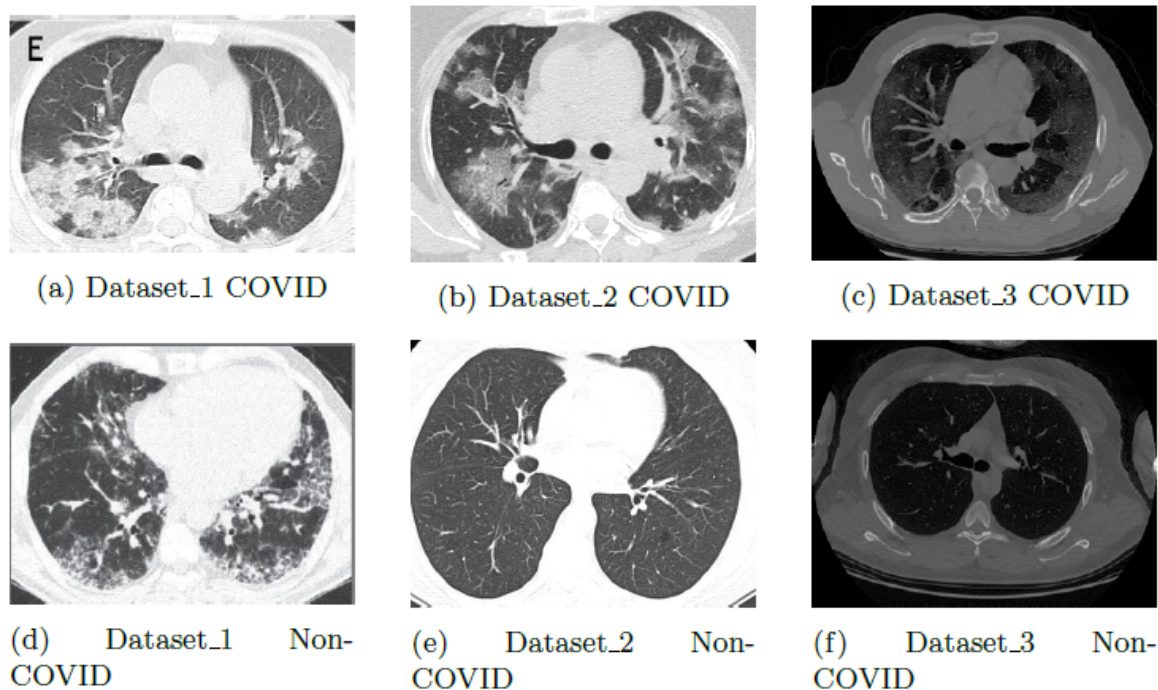 E
(a) Dataset_1 COVID
(b) Dataset_2 COVID
(c) Dataset_3 COVID
(d) Dataset_1 Non-
COVID
(e) Dataset_2 Non-
COVID
(f) Dataset_3 Non-
COVID